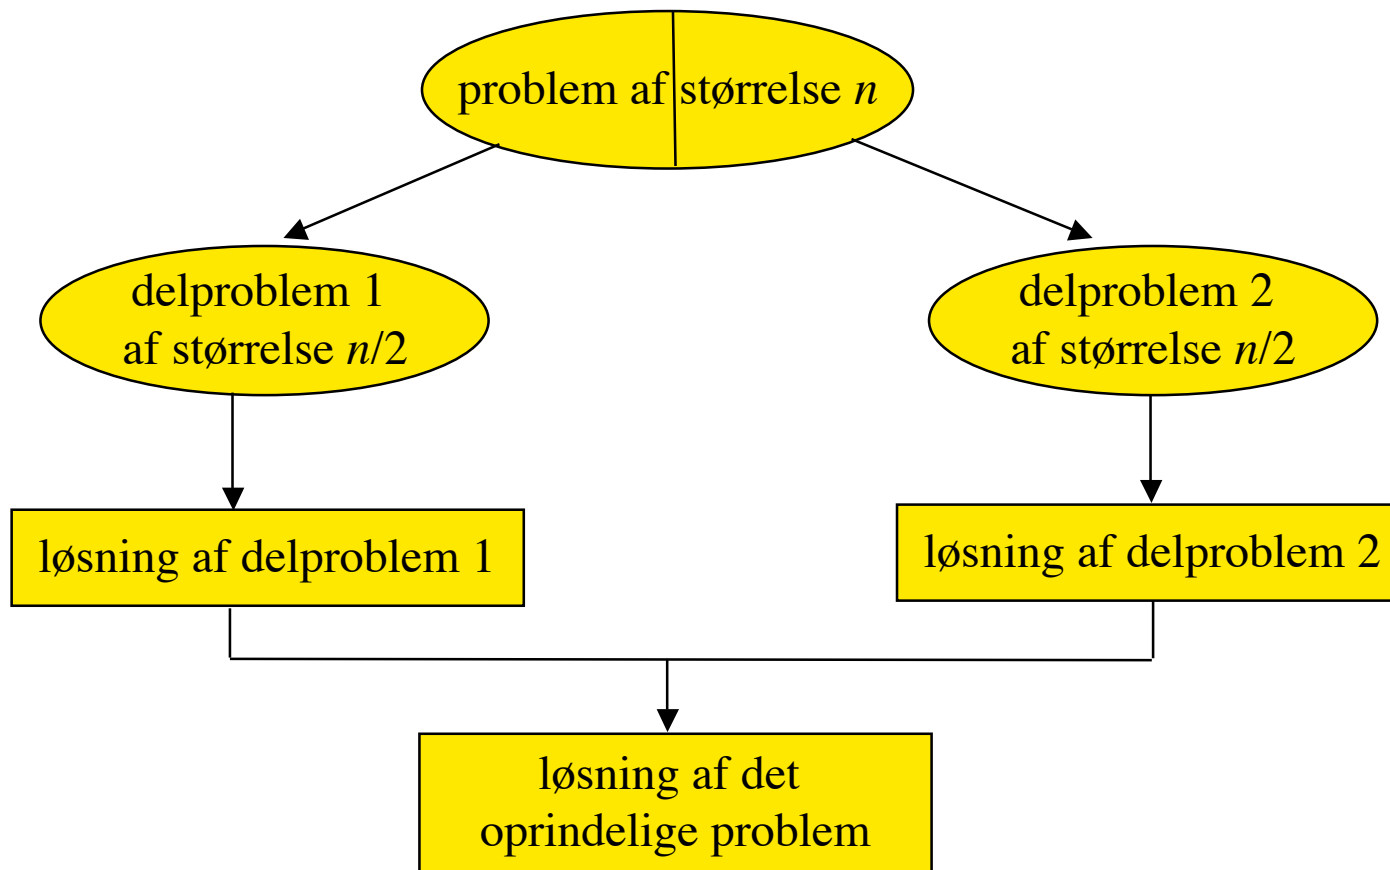 problem af størrelse n
delproblem 1
af størrelse n/2
delproblem 2
af størrelse n/2
løsning af delproblem 1
løsning af delproblem 2
løsning af det
oprindelige problem